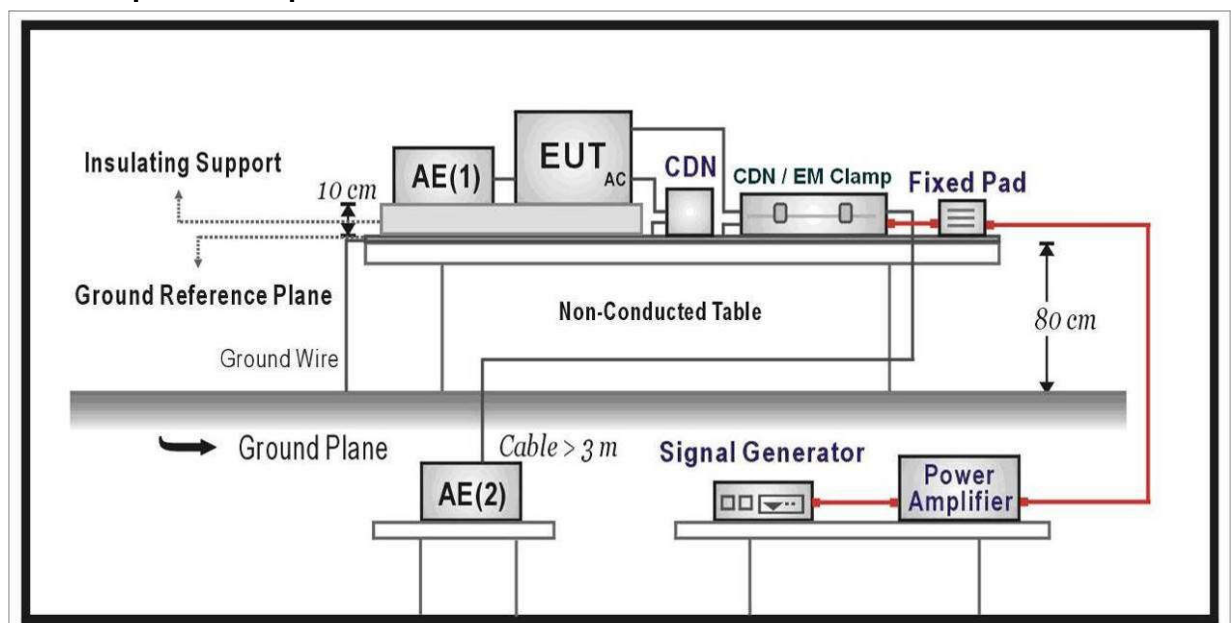 Insulating Support
10 cm
AE(1)
EUT
AC
CDN
CDN / EM Clamp
Fixed Pad
Ground Reference Plane
Non-Conducted Table
80 cm
Ground Wire
Ground Plane
Cable > 3 m
AE(2)
Signal Generator
Power
Amplifier